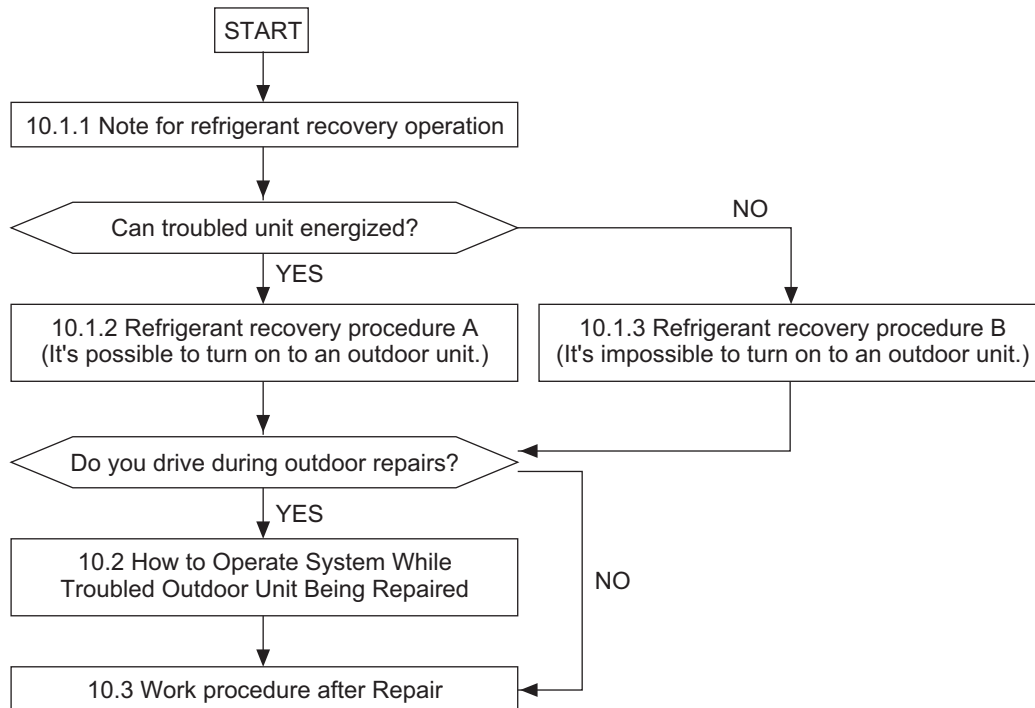 START
10.1.1 Note for refrigerant recovery operation
Can troubled unit energized?
NO
YES
10.1.2 Refrigerant recovery procedure A
(It's possible to turn on to an outdoor unit.)
10.1.3 Refrigerant recovery procedure B
(It's impossible to turn on to an outdoor unit.)
Do you drive during outdoor repairs?
YES
10.2 How to Operate System While
Troubled Outdoor Unit Being Repaired
NO
10.3 Work procedure after Repair